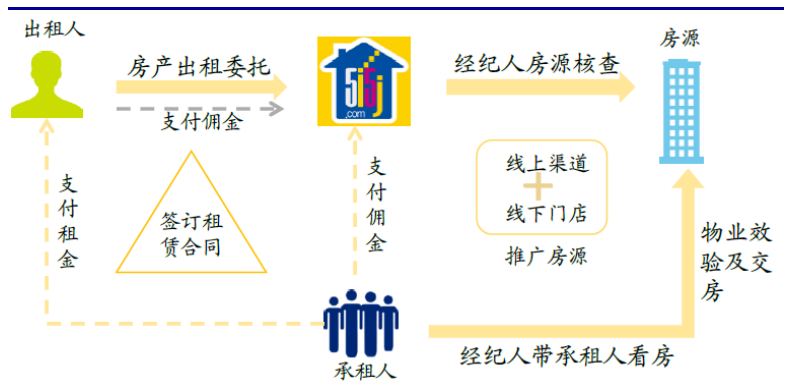 出租人
房产出租委托
支付佣金
5i5j
.com
经纪人房源核查
房源
支付租金
签订租
赁合同
支付佣金
线上渠道
线下门店
推广房源
物业效
验及交
房
经纪人带承租人看房
承租人